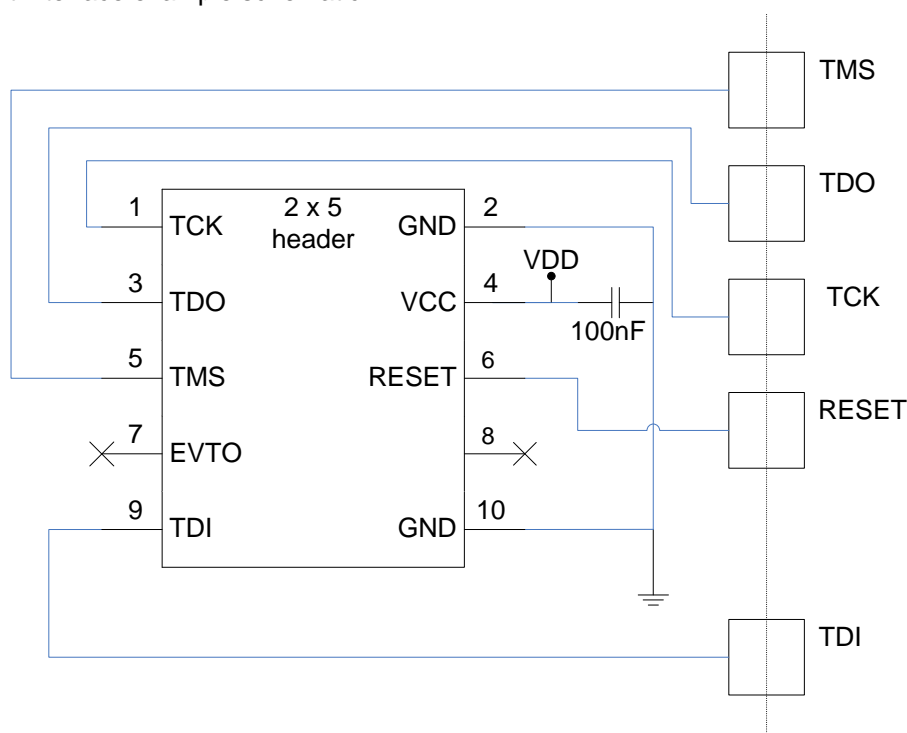 TMS
TDO
TCK
RESET
TDI
2 x 5
header
1
TCK
GND
2
VDD
3
TDO
VCC
4
100nF
5
TMS
RESET
6
7
EVTO
8
9
TDI
GND
10